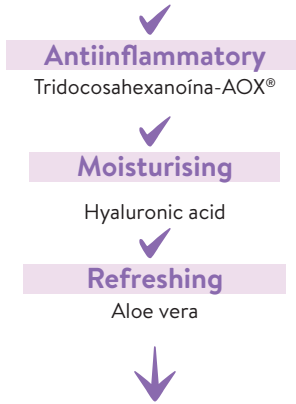 Antiinflammatory
Tridocosahexanoína-AOX®
Moisturising
Hyaluronic acid
Refreshing
Aloe vera